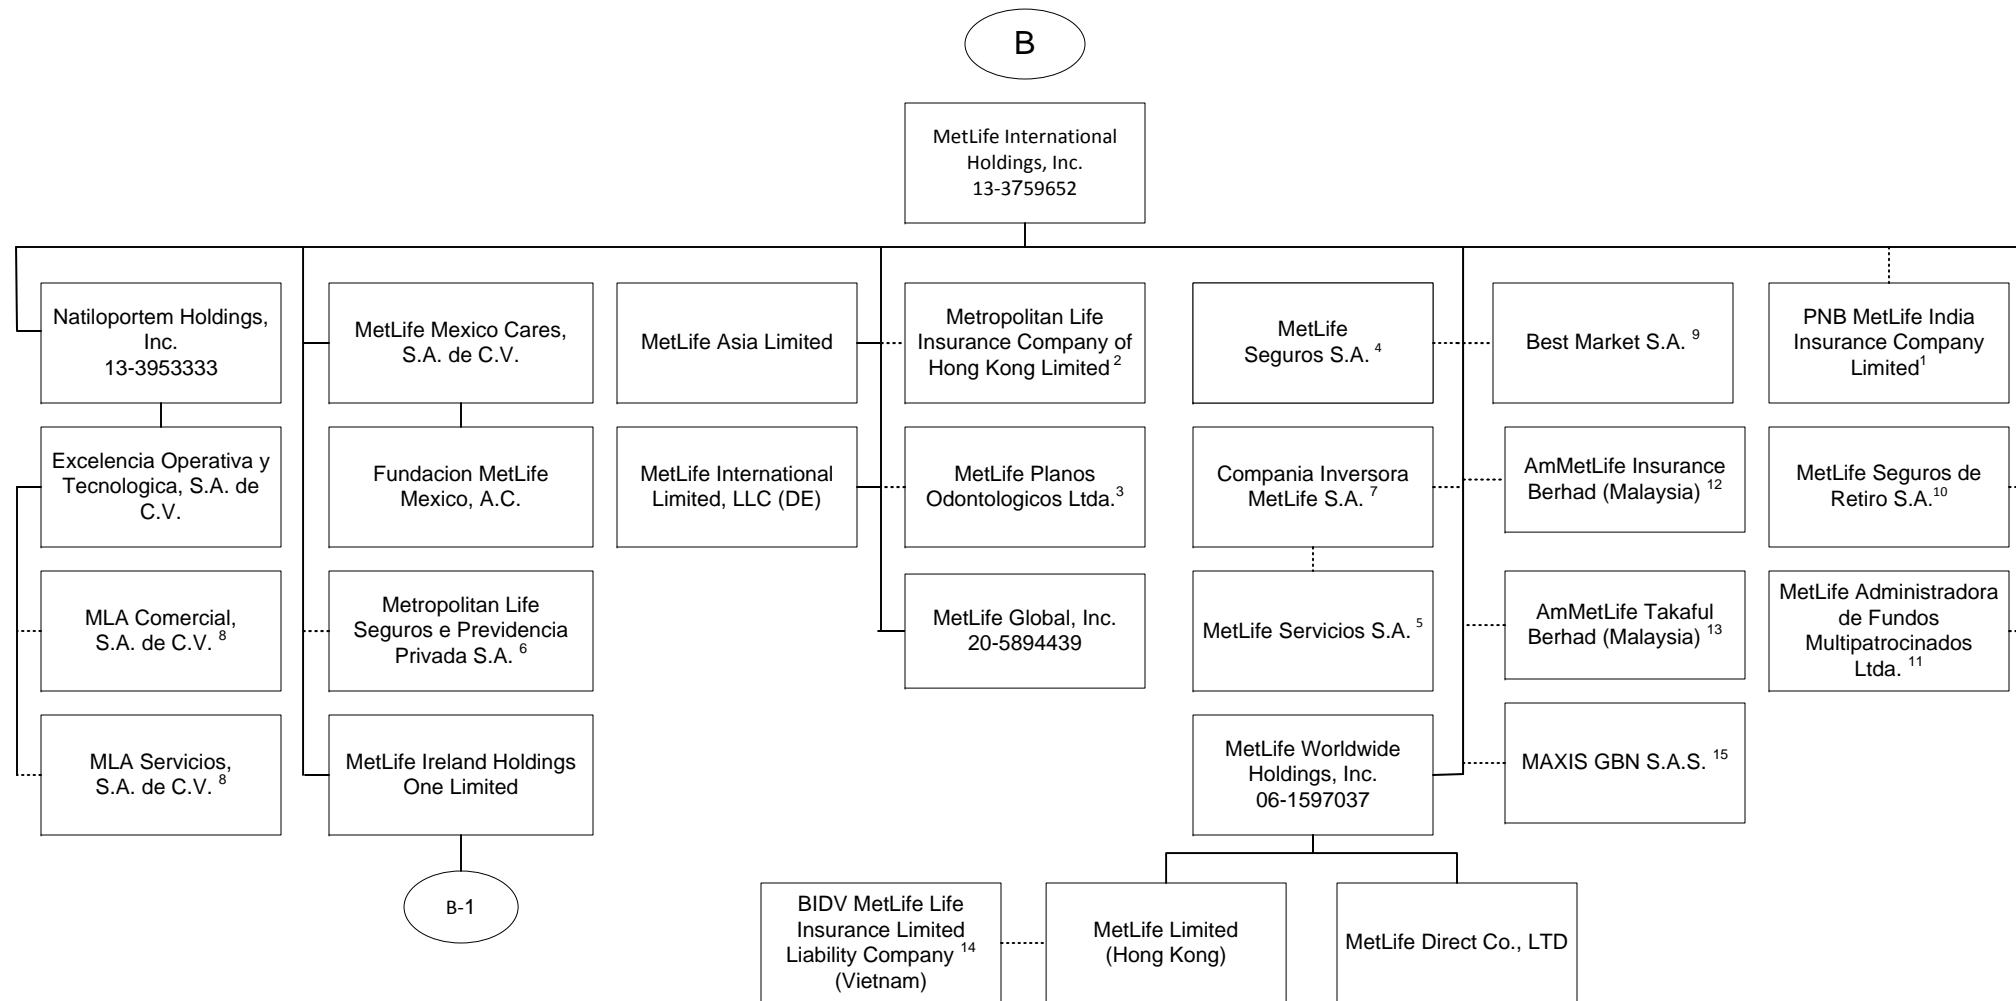 B
MetLife International
Holdings, Inc.
13-3759652
Natiloportem Holdings,
Inc.
13-3953333
MetLife Mexico Cares,
S.A. de C.V.
MetLife Asia Limited
Metropolitan Life
Insurance Company of
Hong Kong Limited 2
MetLife
Seguros S.A. 4
Best Market S.A. 9
PNB MetLife India
Insurance Company
Limited1
Excelencia Operativa y
Tecnologica, S.A. de
C.V.
Fundacion MetLife
Mexico, A.C.
MetLife International
Limited, LLC (DE)
MetLife Planos
Odontologicos Ltda.3
Compania Inversora
MetLife S.A. 7
AmMetLife Insurance
Berhad (Malaysia) 12
MetLife Seguros de
Retiro S.A.10
MLA Comercial,
S.A. de C.V. 8
Metropolitan Life
Seguros e Previdencia
Privada S.A. 6
MetLife Global, Inc.
20-5894439
MetLife Servicios S.A. 5
AmMetLife Takaful
Berhad (Malaysia) 13
MetLife Administradora
de Fundos
Multipatrocinados
Ltda. 11
MLA Servicios,
S.A. de C.V. 8
MetLife Ireland Holdings
One Limited
MetLife Worldwide
Holdings, Inc.
06-1597037
MAXIS GBN S.A.S. 15
B-1
BIDV MetLife Life
Insurance Limited
Liability Company 14
(Vietnam)
MetLife Limited
(Hong Kong)
MetLife Direct Co., LTD